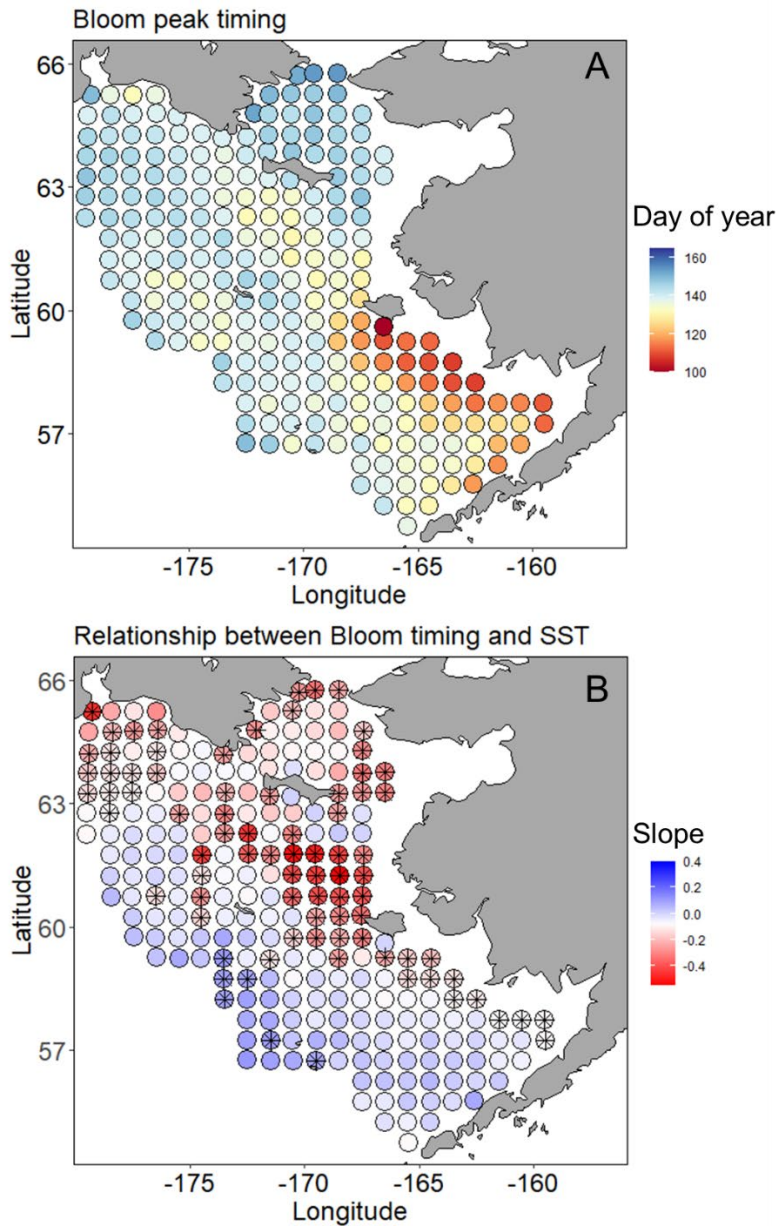 Bloom peak timing
A
66
63
60
57
Latitude
-175 -170 -165 -160
Longitude
Day of year
160
140
120
100
Relationship between Bloom timing and SST
B
66
63
60
57
Latitude
-175 -170 -165 -160
Longitude
Slope
0.4
0.2
0.0
-0.2
-0.4